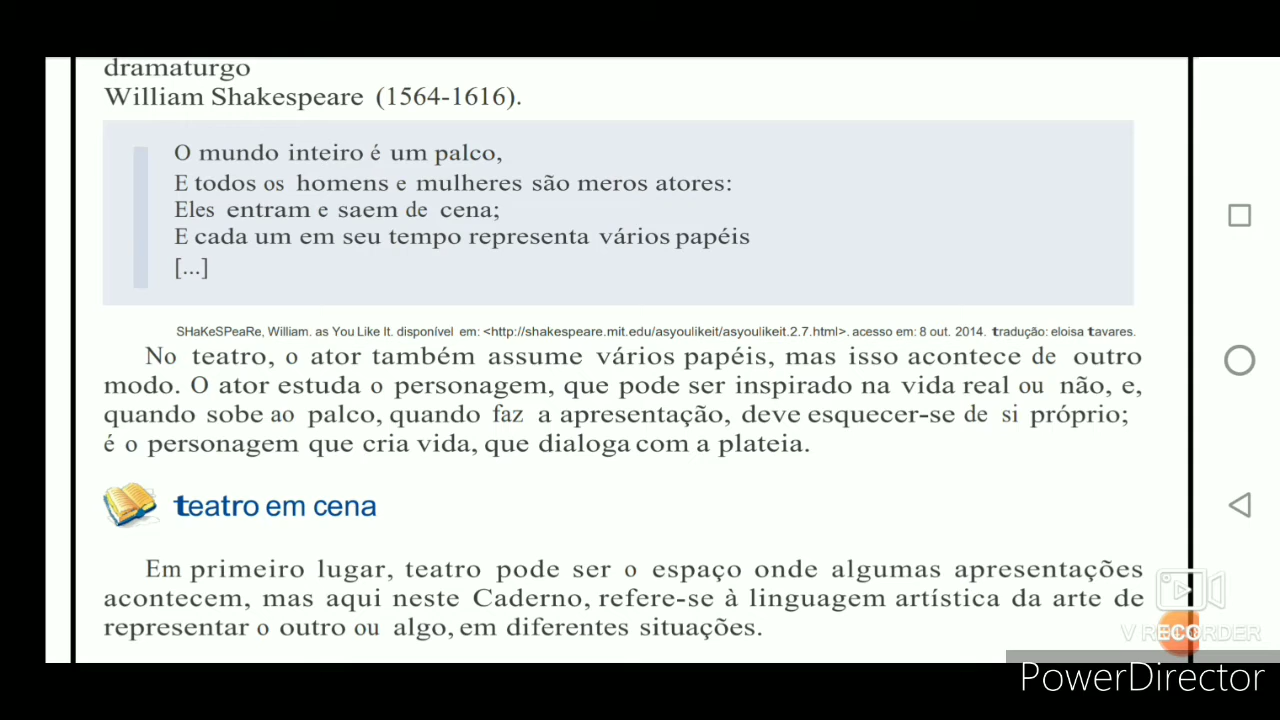 dramaturgo
William Shakespeare (1564-1616).
O mundo inteiro é um palco,
E todos os homens e mulheres são meros atores:
Eles entram e saem de cena;
E cada um em seu tempo representa vários papéis
[...]
SHaKeSPeaRe, William. as You Like It. disponível em: <http://shakespeare.mit.edu/asyoulikeit/asyoulikeit.2.7.html>. acesso em: 8 out. 2014. tradução: eloisa tavares.
No teatro, o ator também assume vários papéis, mas isso acontece de outro
modo. O ator estuda o personagem, que pode ser inspirado na vida real ou não, e,
quando sobe ao palco, quando faz a apresentação, deve esquecer-se de si próprio;
é o personagem que cria vida, que dialoga com a plateia.
teatro em cena
Em primeiro lugar, teatro pode ser o espaço onde algumas apresentações
acontecem, mas aqui neste Caderno, refere-se à linguagem artística da arte de
representar o outro ou algo, em diferentes situações.
V RECORDER
PowerDirector